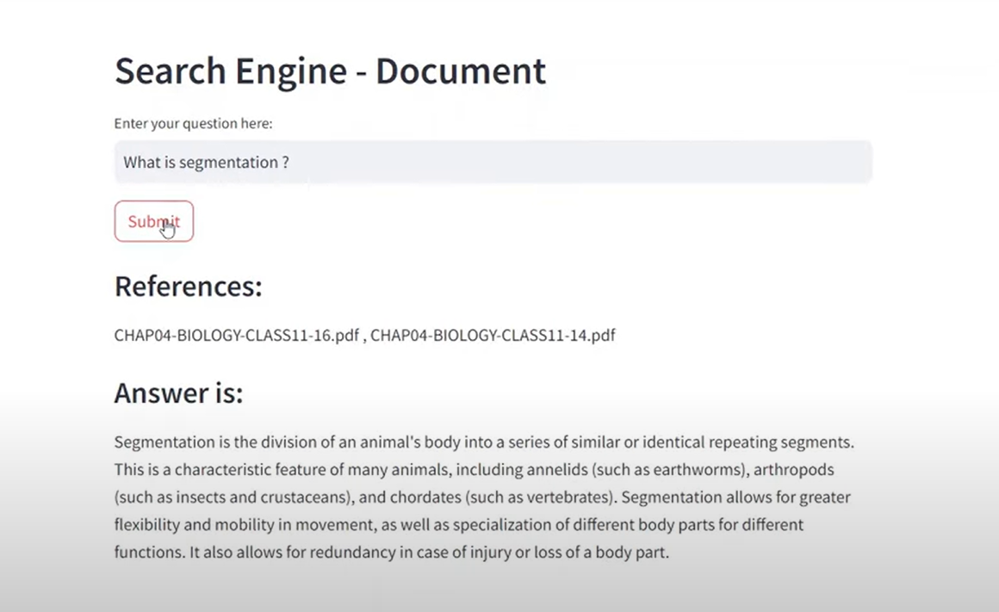 Search Engine - Document
Enter your question here:
What is segmentation ?
Submit
References:
CHAP04-BIOLOGY-CLASS11-16.pdf , CHAP04-BIOLOGY-CLASS11-14.pdf
Answer is:
Segmentation is the division of an animal's body into a series of similar or identical repeating segments.
This is a characteristic feature of many animals, including annelids (such as earthworms), arthropods
(such as insects and crustaceans), and chordates (such as vertebrates). Segmentation allows for greater
flexibility and mobility in movement, as well as specialization of different body parts for different
functions. It also allows for redundancy in case of injury or loss of a body part.